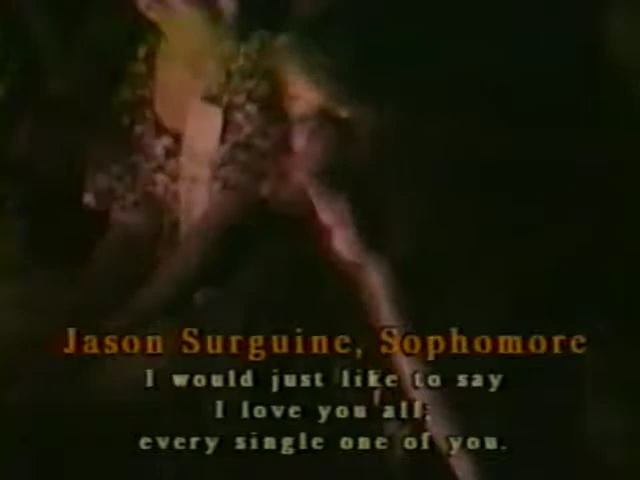 Jason Surguine, Sophomore
I would just like to say
I love you all,
every single one of you.